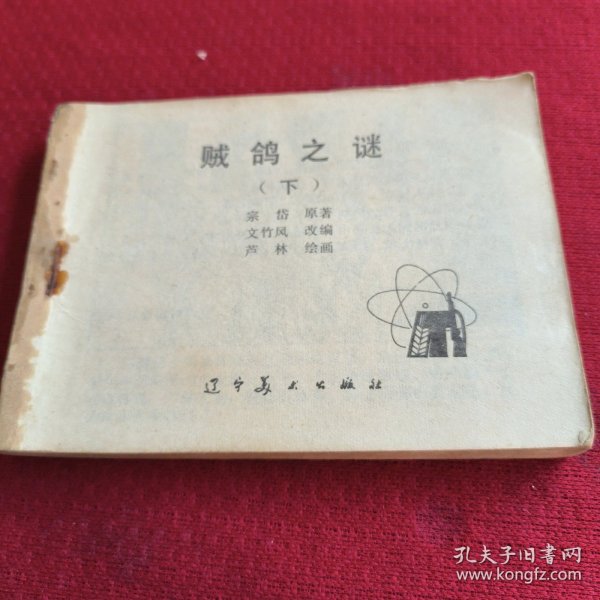 贼鸽之谜
（下）
宗岱 原著
文竹风 改编
芦林 绘画
辽宁美术出版社
孔夫子旧书网
www.kongfz.com